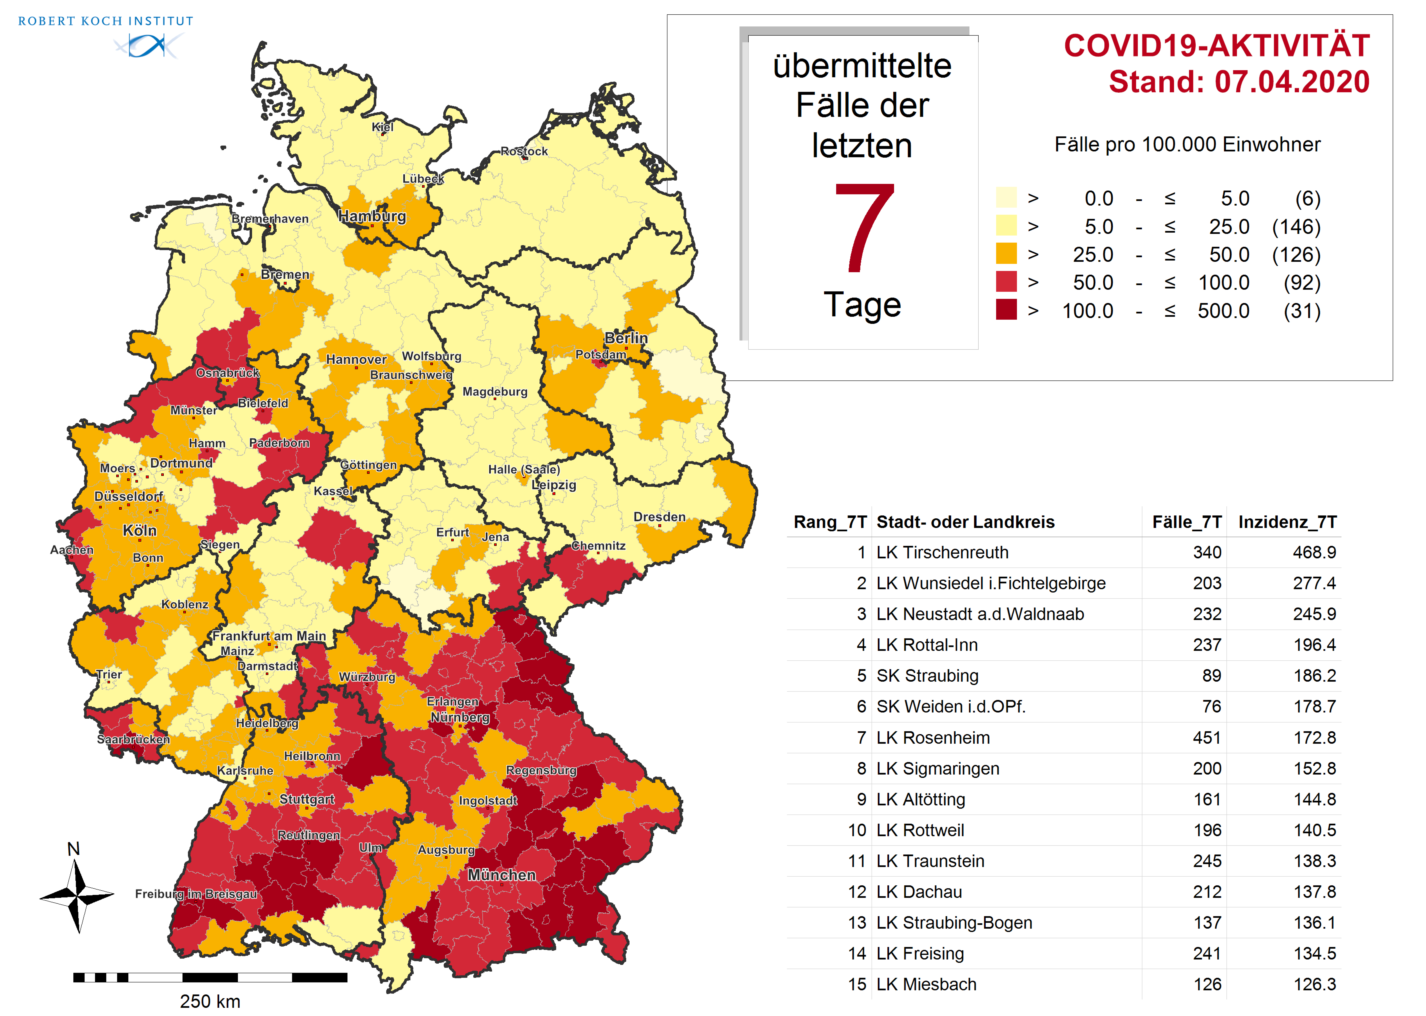 ROBERT KOCH INSTITUT
übermittelte
Fälle der
letzten
7
Tage
COVID19-AKTIVITÄT
Stand: 07.04.2020
Fälle pro 100.000 Einwohner
> 0.0 - ≤ 5.0 (6)
> 5.0 - ≤ 25.0 (146)
> 25.0 - ≤ 50.0 (126)
> 50.0 - ≤ 100.0 (92)
> 100.0 - ≤ 500.0 (31)
Kiel
Rostock
Lübeck
Hamburg
Bremerhaven
Bremen
Berlin
Potsdam
Hannover
Wolfsburg
Braunschweig
Osnabrück
Magdeburg
Münster
Bielefeld
Hamm
Paderborn
Moers
Dortmund
Göttingen
Halle (Saale)
Leipzig
Düsseldorf
Kassel
Dresden
Köln
Erfurt
Jena
Chemnitz
Aachen
Siegen
Bonn
Koblenz
Frankfurt am Main
Mainz
Darmstadt
Trier
Würzburg
Erlangen
Nürnberg
Heidelberg
Saarbrücken
Heilbronn
Karlsruhe
Regensburg
Stuttgart
Ingolstadt
Reutlingen
Ulm
Augsburg
München
Freiburg im Breisgau
N
250 km
Rang_7T Stadt- oder Landkreis Fälle_7T Inzidenz_7T
1 LK Tirschenreuth 340 468.9
2 LK Wunsiedel i.Fichtelgebirge 203 277.4
3 LK Neustadt a.d.Waldnaab 232 245.9
4 LK Rottal-Inn 237 196.4
5 SK Straubing 89 186.2
6 SK Weiden i.d.OPf. 76 178.7
7 LK Rosenheim 451 172.8
8 LK Sigmaringen 200 152.8
9 LK Altötting 161 144.8
10 LK Rottweil 196 140.5
11 LK Traunstein 245 138.3
12 LK Dachau 212 137.8
13 LK Straubing-Bogen 137 136.1
14 LK Freising 241 134.5
15 LK Miesbach 126 126.3